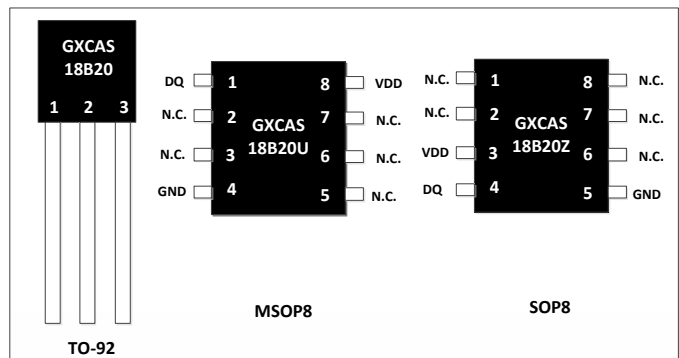 GXCAS
18B20
1 2 3
TO-92
DQ 1 8 VDD
N.C. 2 7 N.C.
GXCAS
18B20U
N.C. 3 6 N.C.
GND 4 5 N.C.
MSOP8
N.C. 1 8 N.C.
N.C. 2 7 N.C.
GXCAS
18B20Z
VDD 3 6 N.C.
DQ 4 5 GND
SOP8